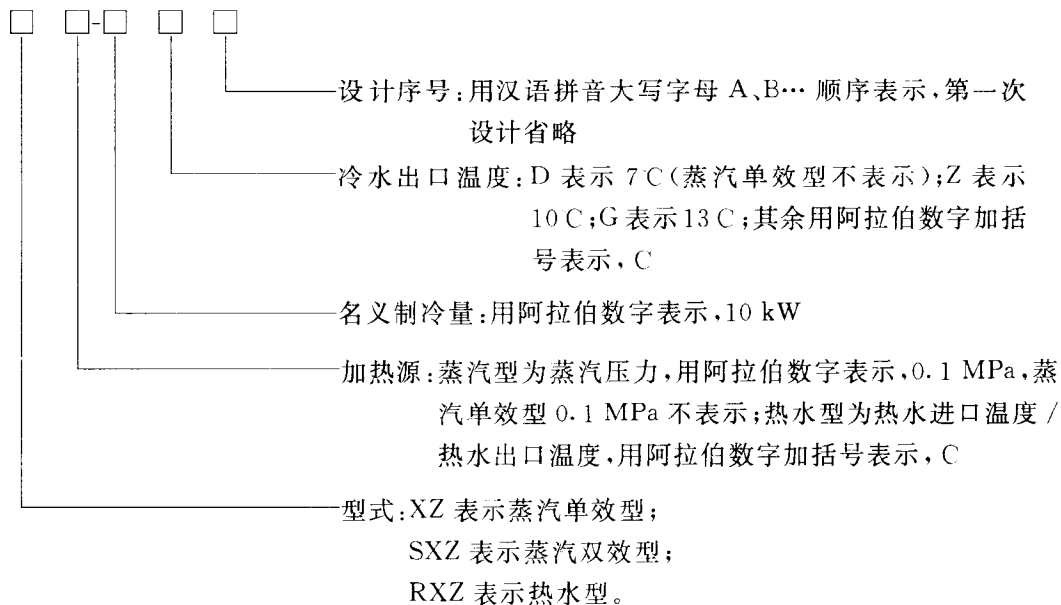 □ □-□ □ □
设计序号:用汉语拼音大写字母 A、B… 顺序表示,第一次
设计省略
冷水出口温度:D 表示 7℃(蒸汽单效型不表示);Z 表示
10℃;G 表示 13℃;其余用阿拉伯数字加括
号表示,℃
名义制冷量:用阿拉伯数字表示,10 kW
加热源:蒸汽型为蒸汽压力,用阿拉伯数字表示,0.1 MPa,蒸
汽单效型 0.1 MPa 不表示;热水型为热水进口温度/
热水出口温度,用阿拉伯数字加括号表示,℃
型式:XZ 表示蒸汽单效型;
SXZ 表示蒸汽双效型;
RXZ 表示热水型。